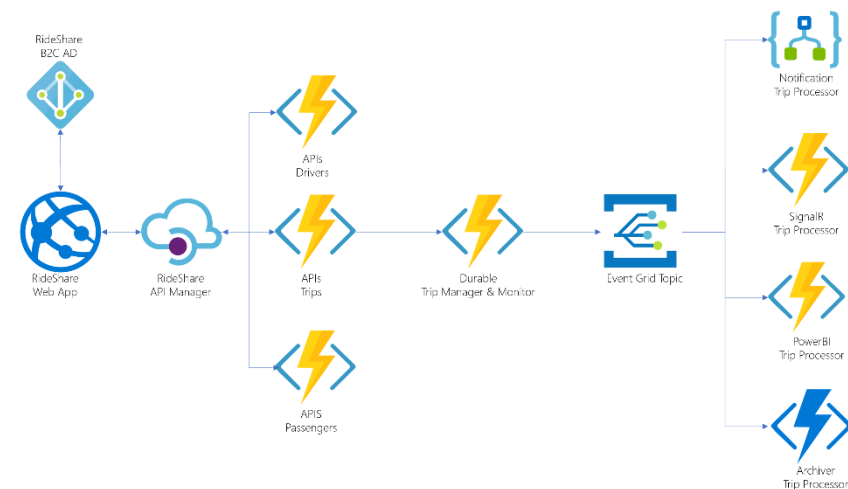 RideShare
B2C AD
RideShare
Web App
RideShare
API Manager
APIs
Drivers
APIs
Trips
APIS
Passengers
Durable
Trip Manager & Monitor
Event Grid Topic
Notification
Trip Processor
SignalR
Trip Processor
PowerBI
Trip Processor
Archiver
Trip Processor